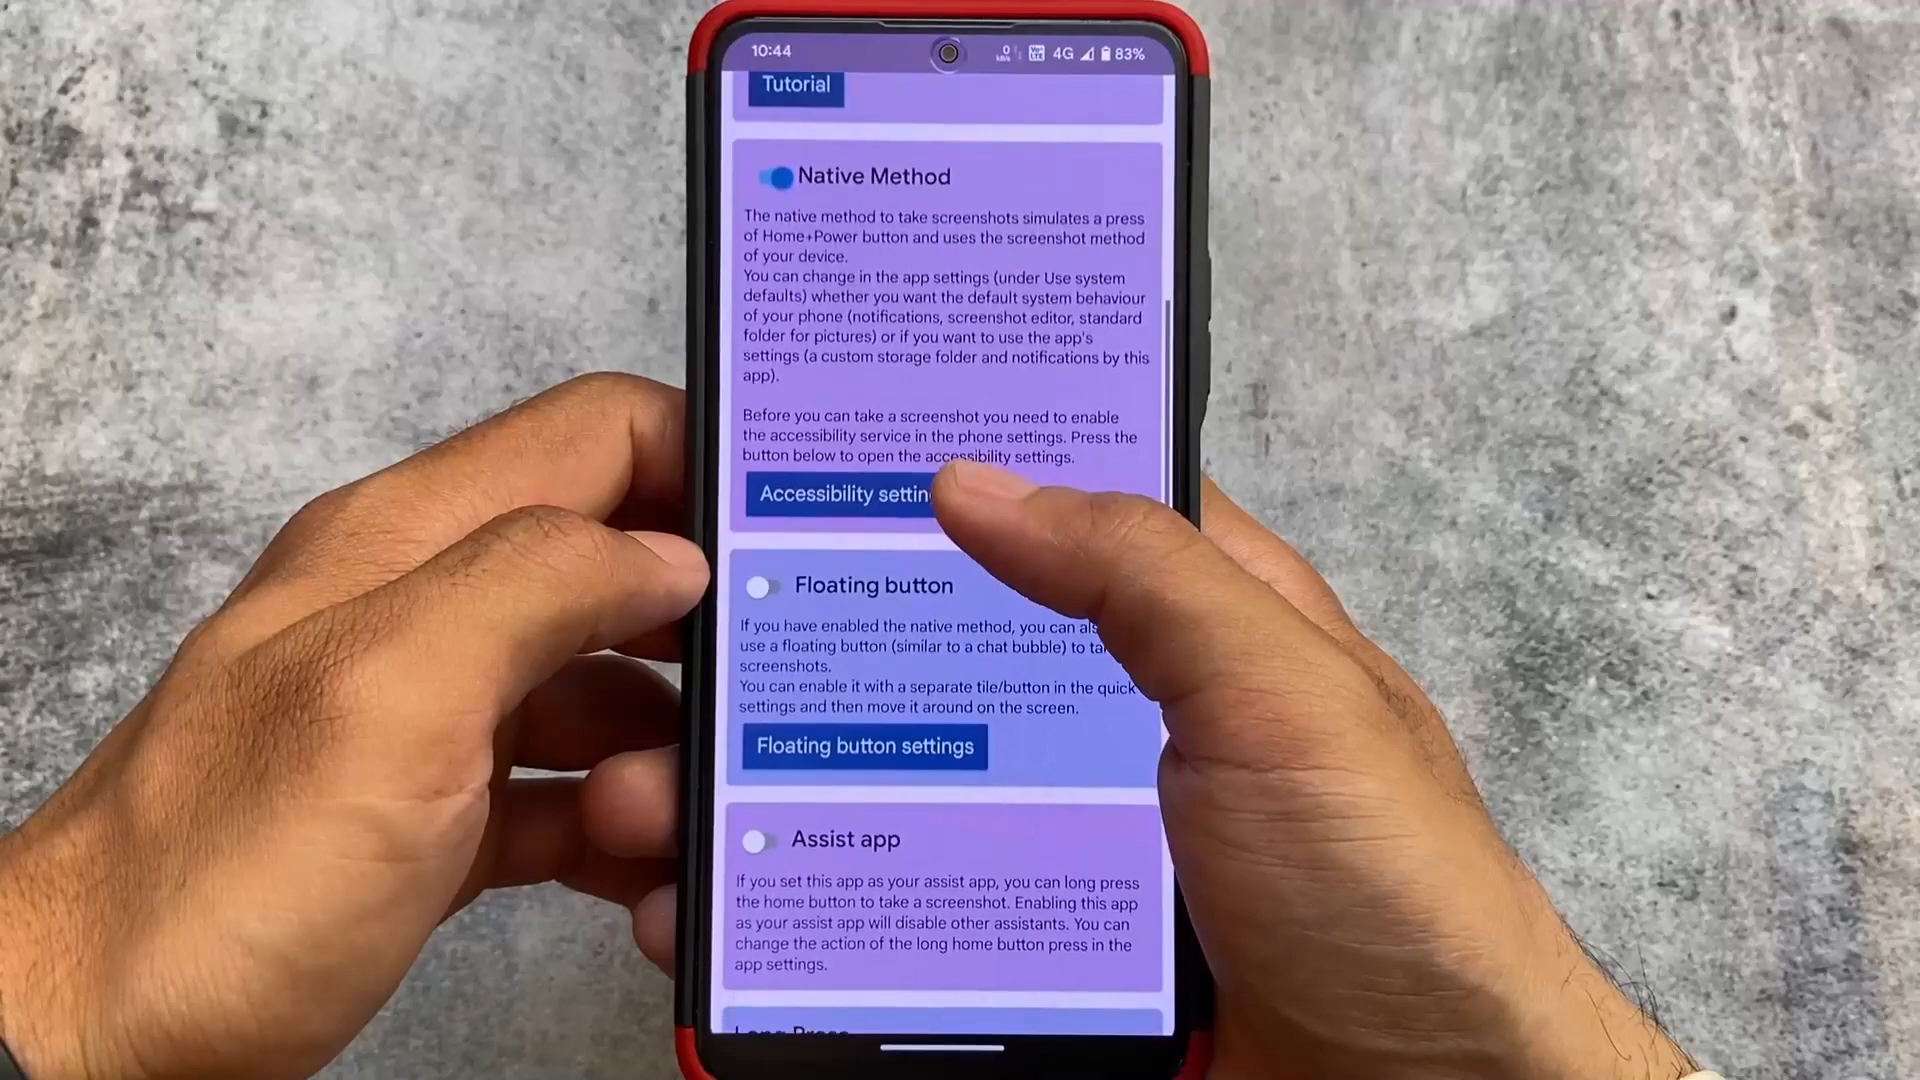 10:44
4G 83%
Tutorial
Native Method
The native method to take screenshots simulates a press
of Home+Power button and uses the screenshot method
of your device.
You can change in the app settings (under Use system
defaults) whether you want the default system behaviour
of your phone (notifications, screenshot editor, standard
folder for pictures) or if you want to use the app's
settings (a custom storage folder and notifications by this
app).
Before you can take a screenshot you need to enable
the accessibility service in the phone settings. Press the
button below to open the accessibility settings.
Accessibility
Floating button
If you have enabled the native method, you can
use a floating button (similar to a chat bubble) to
screenshots.
You can enable it with a separate tile/button in the quick
settings and then move it around on the screen.
Floating button settings
Assist app
If you set this app as your assist app, you can long press
the home button to take a screenshot. Enabling this app
as your assist app will disable other assistants. You can
change the action of the long home button press in the
app settings.